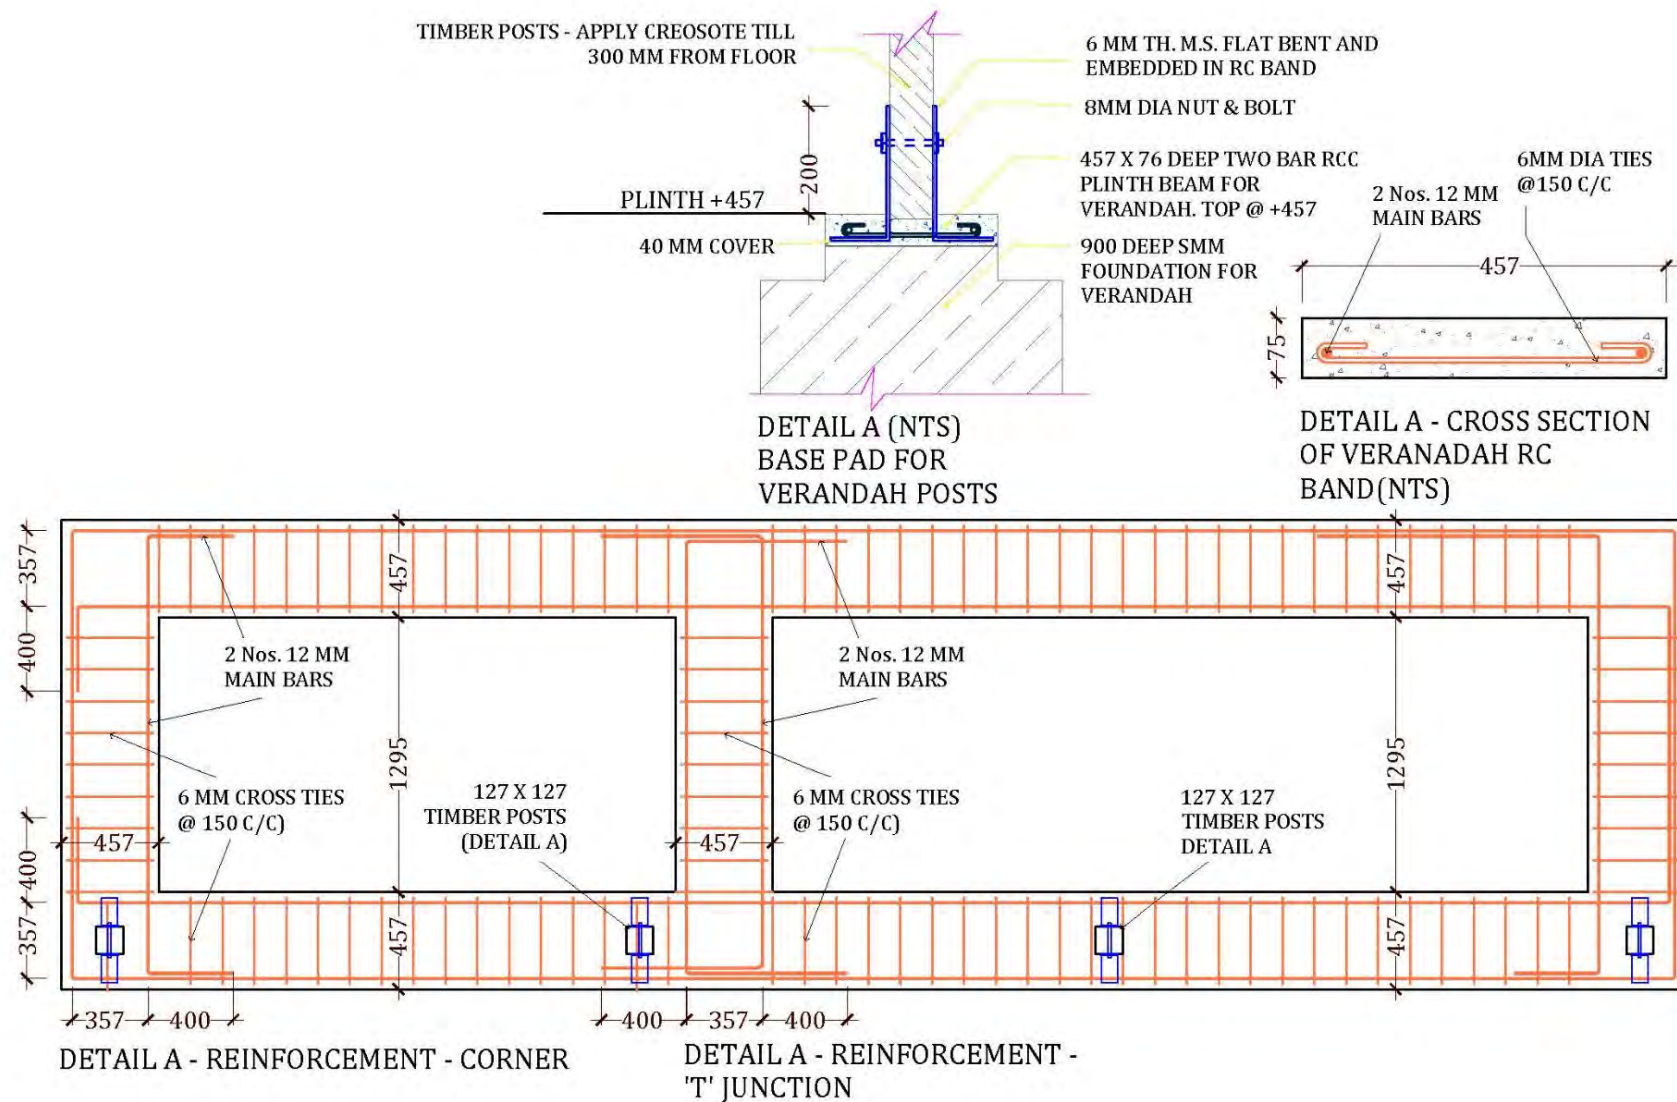 TIMBER POSTS - APPLY CREOSOTE TILL
300 MM FROM FLOOR
6 MM TH. M.S. FLAT BENT AND
EMBEDDED IN RC BAND
8MM DIA NUT & BOLT
200
457 X 76 DEEP TWO BAR RCC
PLINTH BEAM FOR
VERANDAH. TOP @ +457
PLINTH +457
40 MM COVER
900 DEEP SMM
FOUNDATION FOR
VERANDAH
6MM DIA TIES
@150 C/C
2 Nos. 12 MM
MAIN BARS
457
75
DETAIL A (NTS)
BASE PAD FOR
VERANDAH POSTS
DETAIL A - CROSS SECTION
OF VERANADAH RC
BAND(NTS)
357
457
457
400
2 Nos. 12 MM
MAIN BARS
2 Nos. 12 MM
MAIN BARS
1295
1295
6 MM CROSS TIES
@ 150 C/C)
127 X 127
TIMBER POSTS
(DETAIL A)
6 MM CROSS TIES
@ 150 C/C)
127 X 127
TIMBER POSTS
DETAIL A
457
457
400
357
457
457
357
400
400
357
400
DETAIL A - REINFORCEMENT - CORNER
DETAIL A - REINFORCEMENT -
'T' JUNCTION